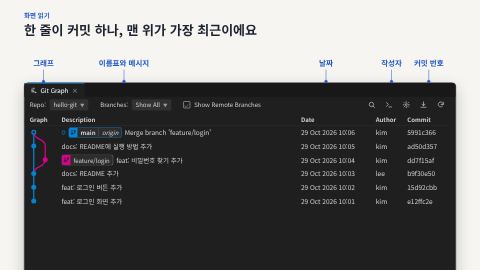 화면 읽기
한 줄이 커밋 하나, 맨 위가 가장 최근이에요
그래프 이름표와 메시지 날짜 작성자 커밋 번호
Git Graph ×
Repo: hello-git Branches: Show All Show Remote Branches
Graph Description Date Author Commit
main origin Merge branch 'feature/login' 29 Oct 2026 10:06 kim 5991c366
docs: README에 실행 방법 추가 29 Oct 2026 10:05 kim ad50d357
feature/login feat: 비밀번호 찾기 추가 29 Oct 2026 10:04 kim dd7f15af
docs: README 추가 29 Oct 2026 10:03 lee b9f30e50
feat: 로그인 버튼 추가 29 Oct 2026 10:02 kim 15d92cbb
feat: 로그인 화면 추가 29 Oct 2026 10:01 kim e12ffc2e